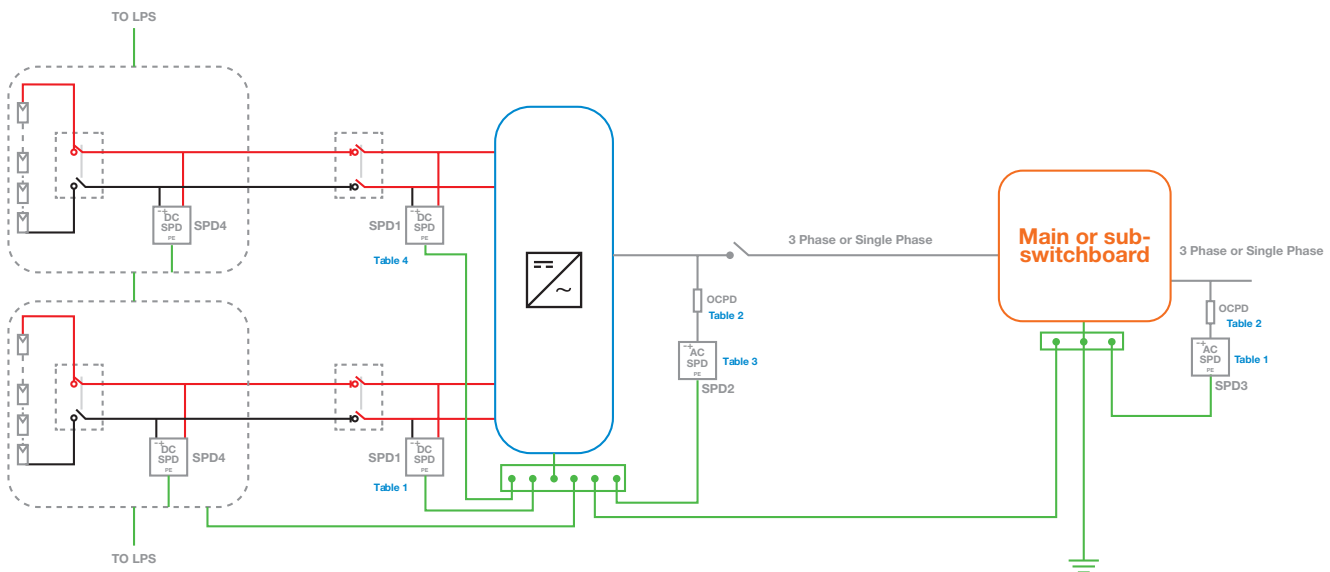 TO LPS
-+
DC
SPD
PE
SPD4
SPD1
-+
DC
SPD
PE
Table 4
3 Phase or Single Phase
Main or sub-
switchboard
3 Phase or Single Phase
OCPD
Table 2
-+
AC
SPD
PE
Table 3
SPD2
OCPD
Table 2
-+
AC
SPD
PE
Table 1
SPD3
~
-+
DC
SPD
PE
SPD4
SPD1
-+
DC
SPD
PE
Table 1
TO LPS